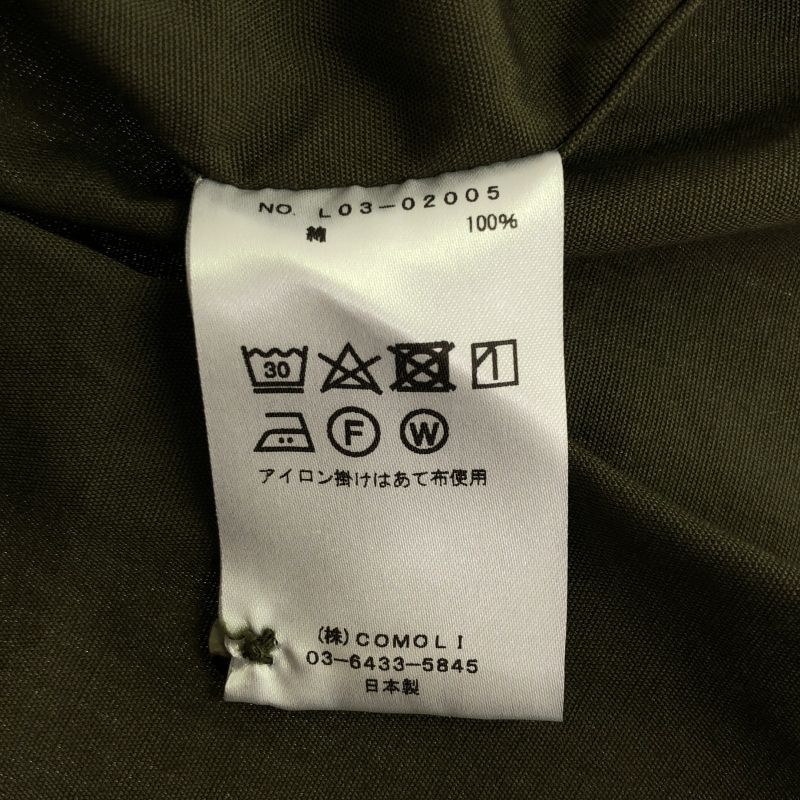 NO. L03-02005
綿 100%
30
F W
アイロン掛けはあて布使用
(株)COMOLI
03-6433-5845
日本製